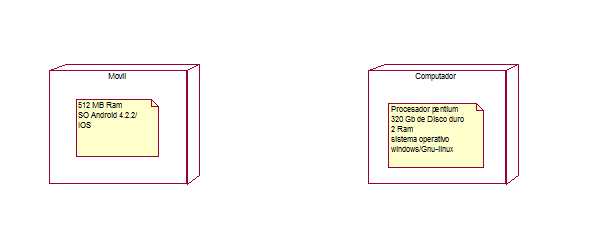 Movil
512 MB Ram
SO Android 4.2.2/
IOS
Computador
Procesador pentium
320 Gb de Disco duro
2 Ram
sistema operativo
windows/Gnu-linux